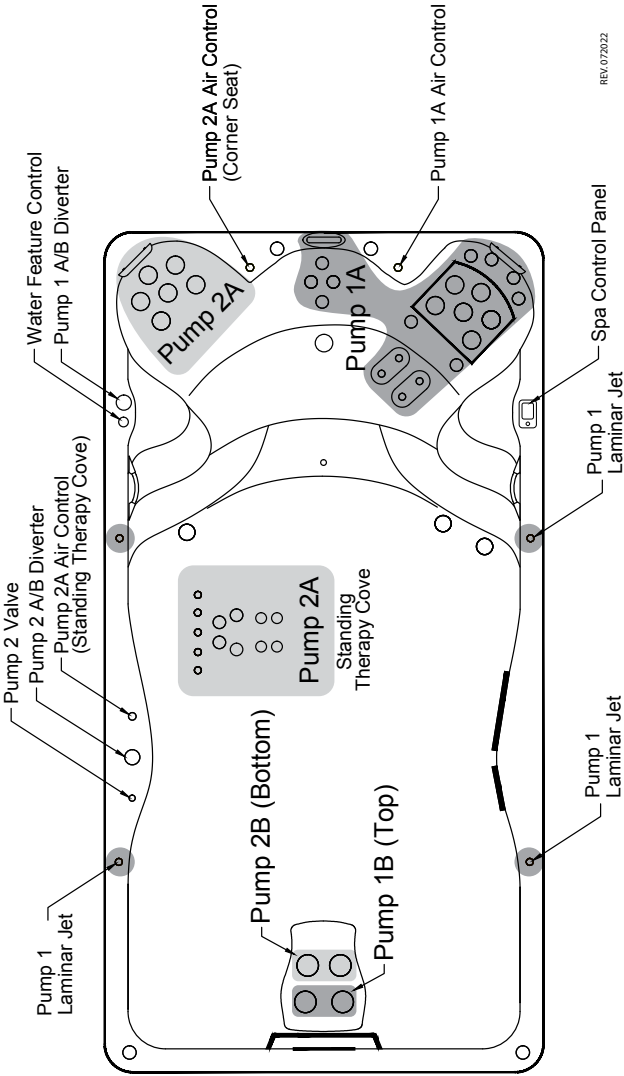 Pump 1
Laminar Jet
Pump 2 Valve
Pump 2 A/B Diverter
Pump 2A Air Control
(Standing Therapy Cove)
Water Feature Control
Pump 1 A/B Diverter
Pump 2A Air Control
(Corner Seat)
Pump 1A Air Control
Pump 2A
Pump 1A
Pump 2A
Standing
Therapy Cove
Pump 2B (Bottom)
Pump 1B (Top)
Pump 1
Laminar Jet
Pump 1
Laminar Jet
Spa Control Panel
REV. 072022